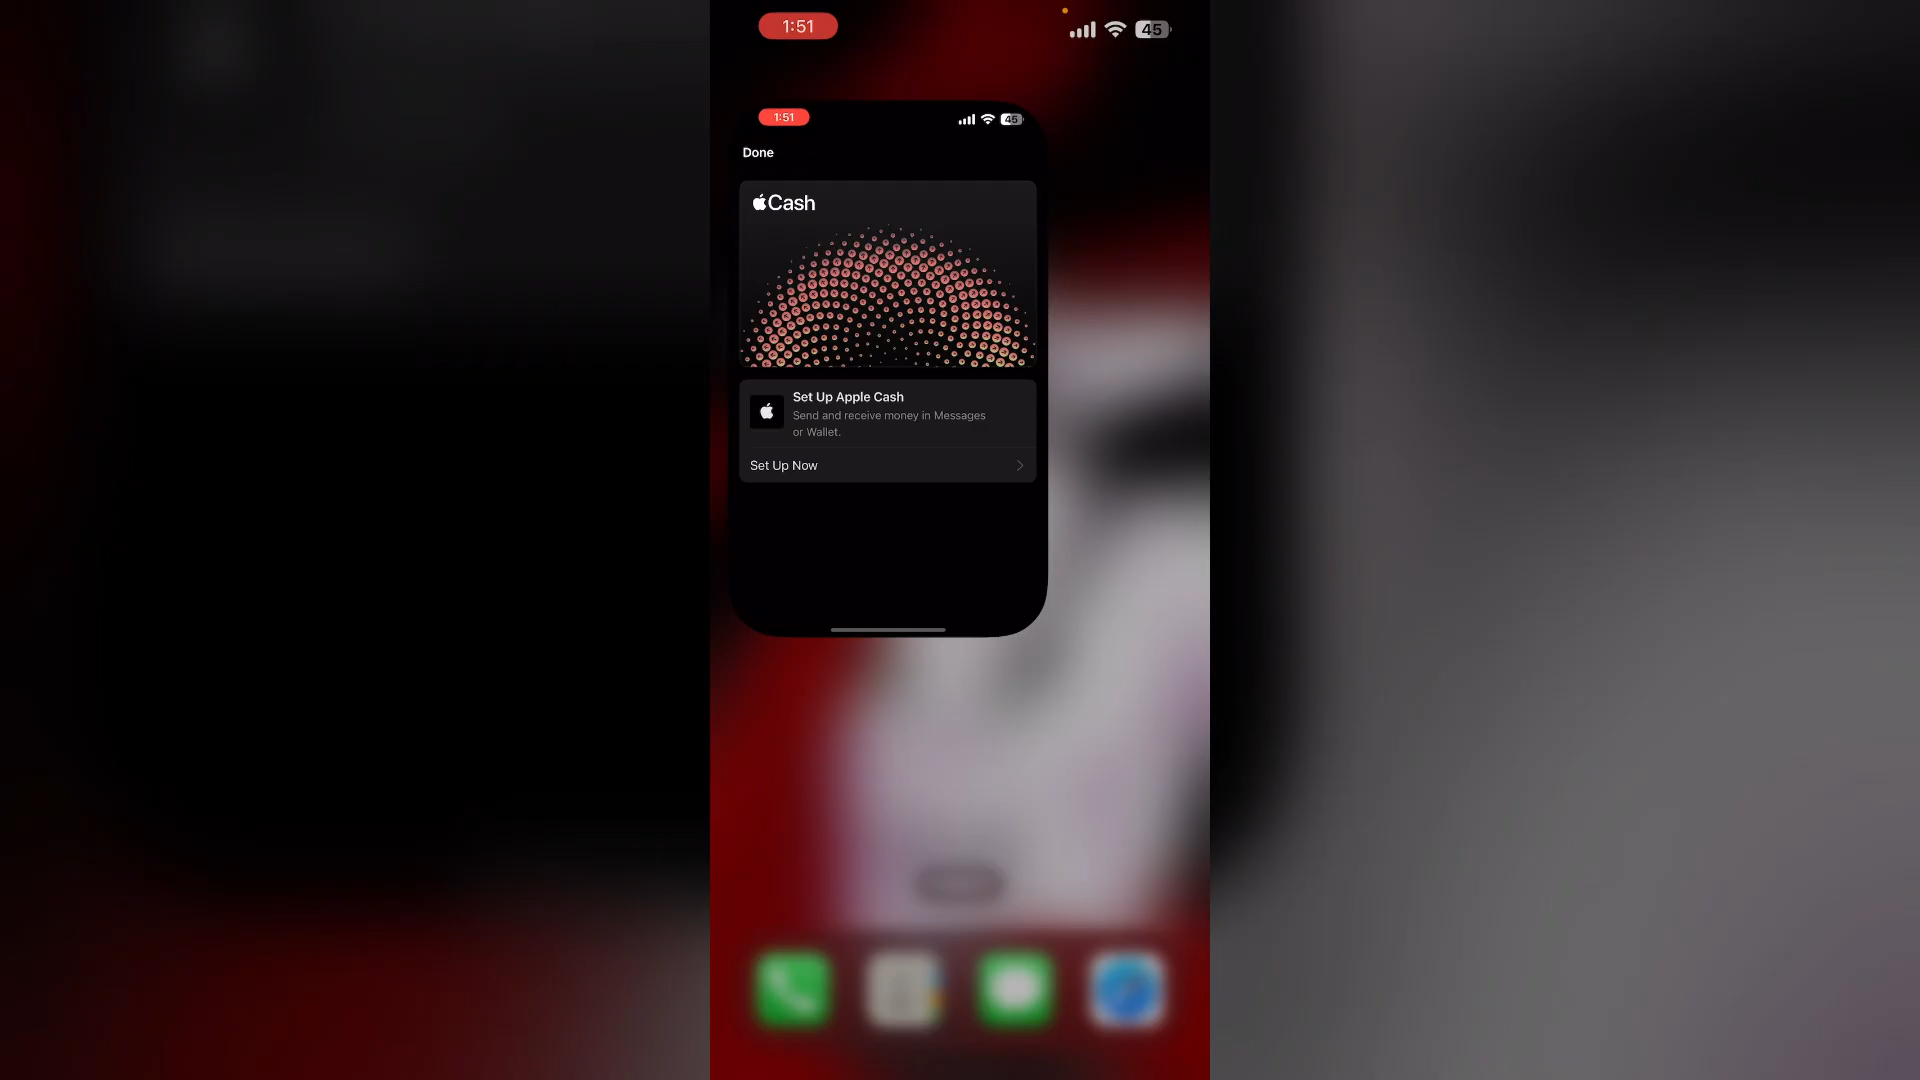 1:51
45
1:51
45
Done
Cash
Set Up Apple Cash
Send and receive money in Messages
or Wallet.
Set Up Now